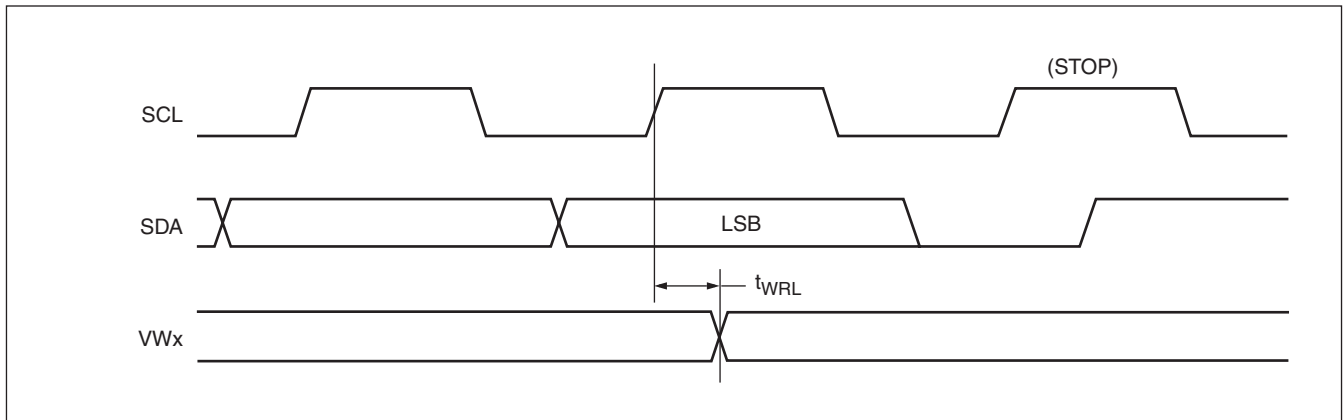 (STOP)
SCL
SDA
LSB
tWRL
VWx